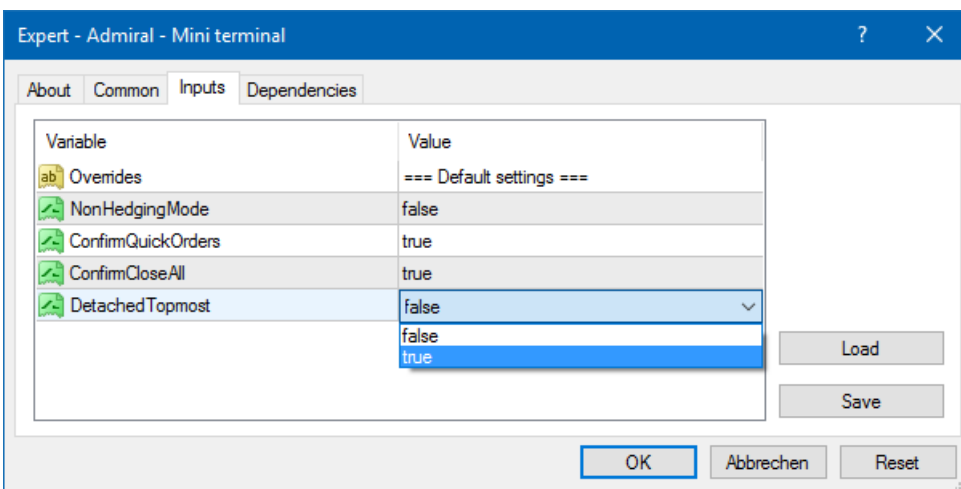 Expert - Admiral - Mini terminal ?
About Common Inputs Dependencies
Variable Value
ab Overrides === Default settings ===
NonHedgingMode false
ConfirmQuickOrders true
ConfirmCloseAll true
DetachedTopmost false
false
true
Load
Save
OK Abbrechen Reset